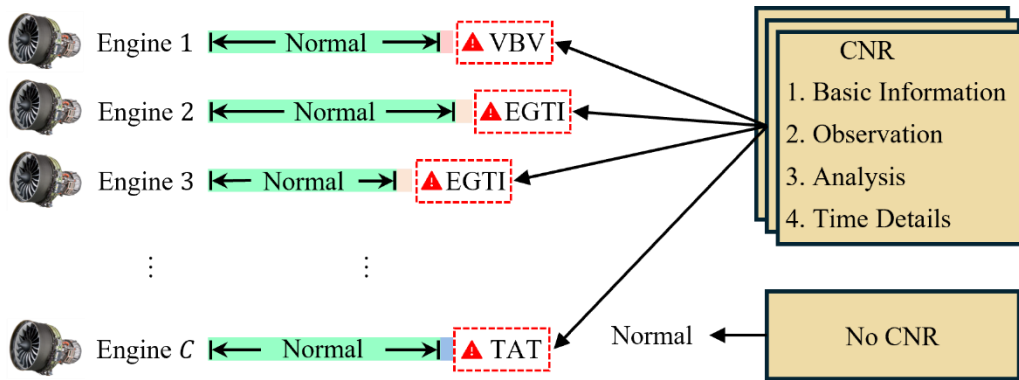 Engine 1 Normal VBV
Engine 2 Normal EGTI
Engine 3 Normal EGTI
⋮ ⋮
Engine C Normal TAT
CNR
1. Basic Information
2. Observation
3. Analysis
4. Time Details
Normal
No CNR